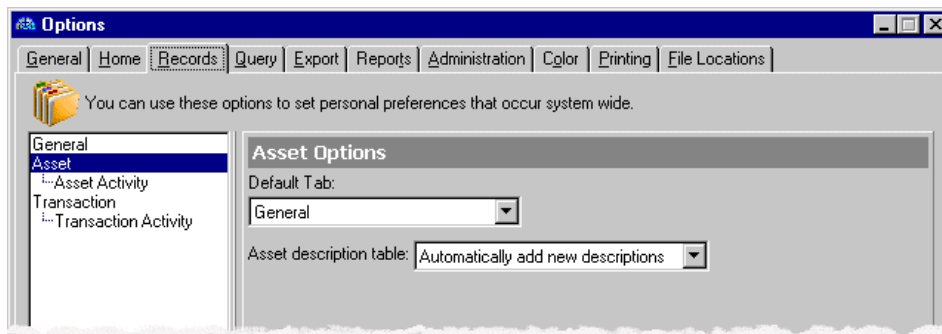 Options
General Home Records Query Export Reports Administration Color Printing File Locations
You can use these options to set personal preferences that occur system wide.
General
Asset
Asset Activity
Transaction
Transaction Activity
Asset Options
Default Tab:
General
Asset description table: Automatically add new descriptions